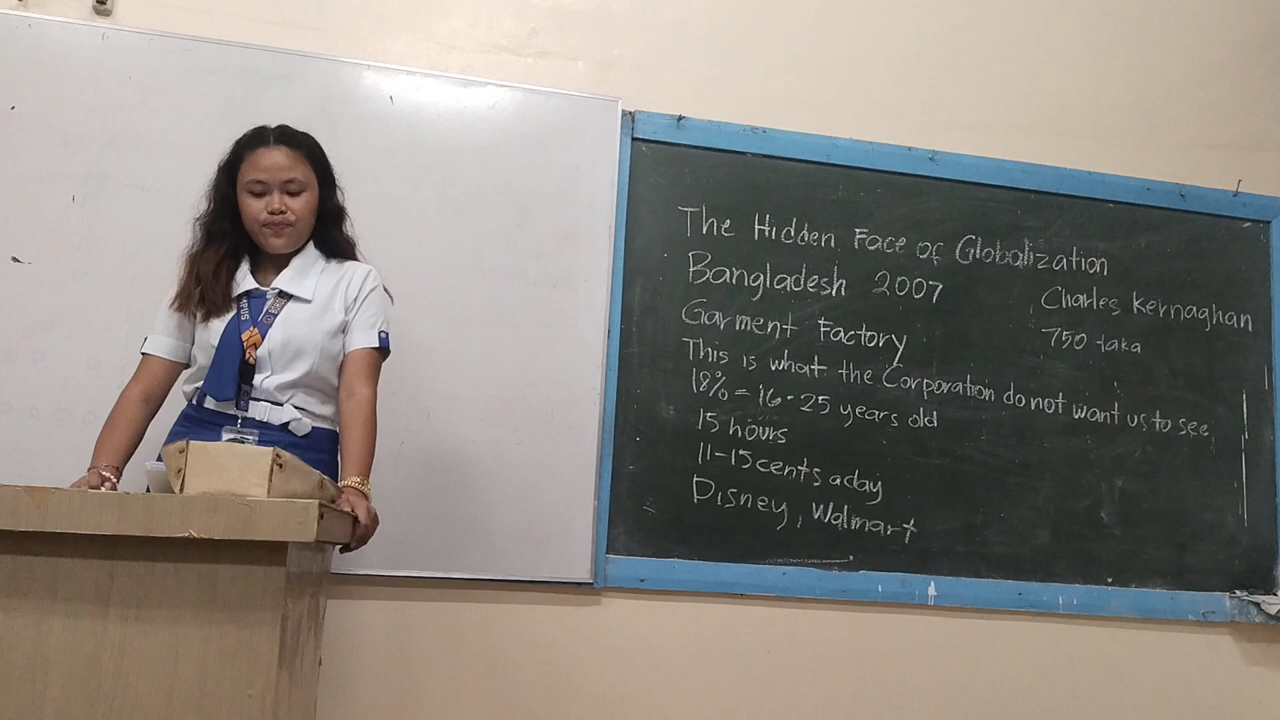 The Hidden Face of Globalization
Bangladesh 2007
Charles Kernaghan
Garment Factory
750 taka
This is what the Corporation do not want us to see,
18% = 16-25 years old
15 hours
11-15 cents a day
Disney, Walmart
MPUS